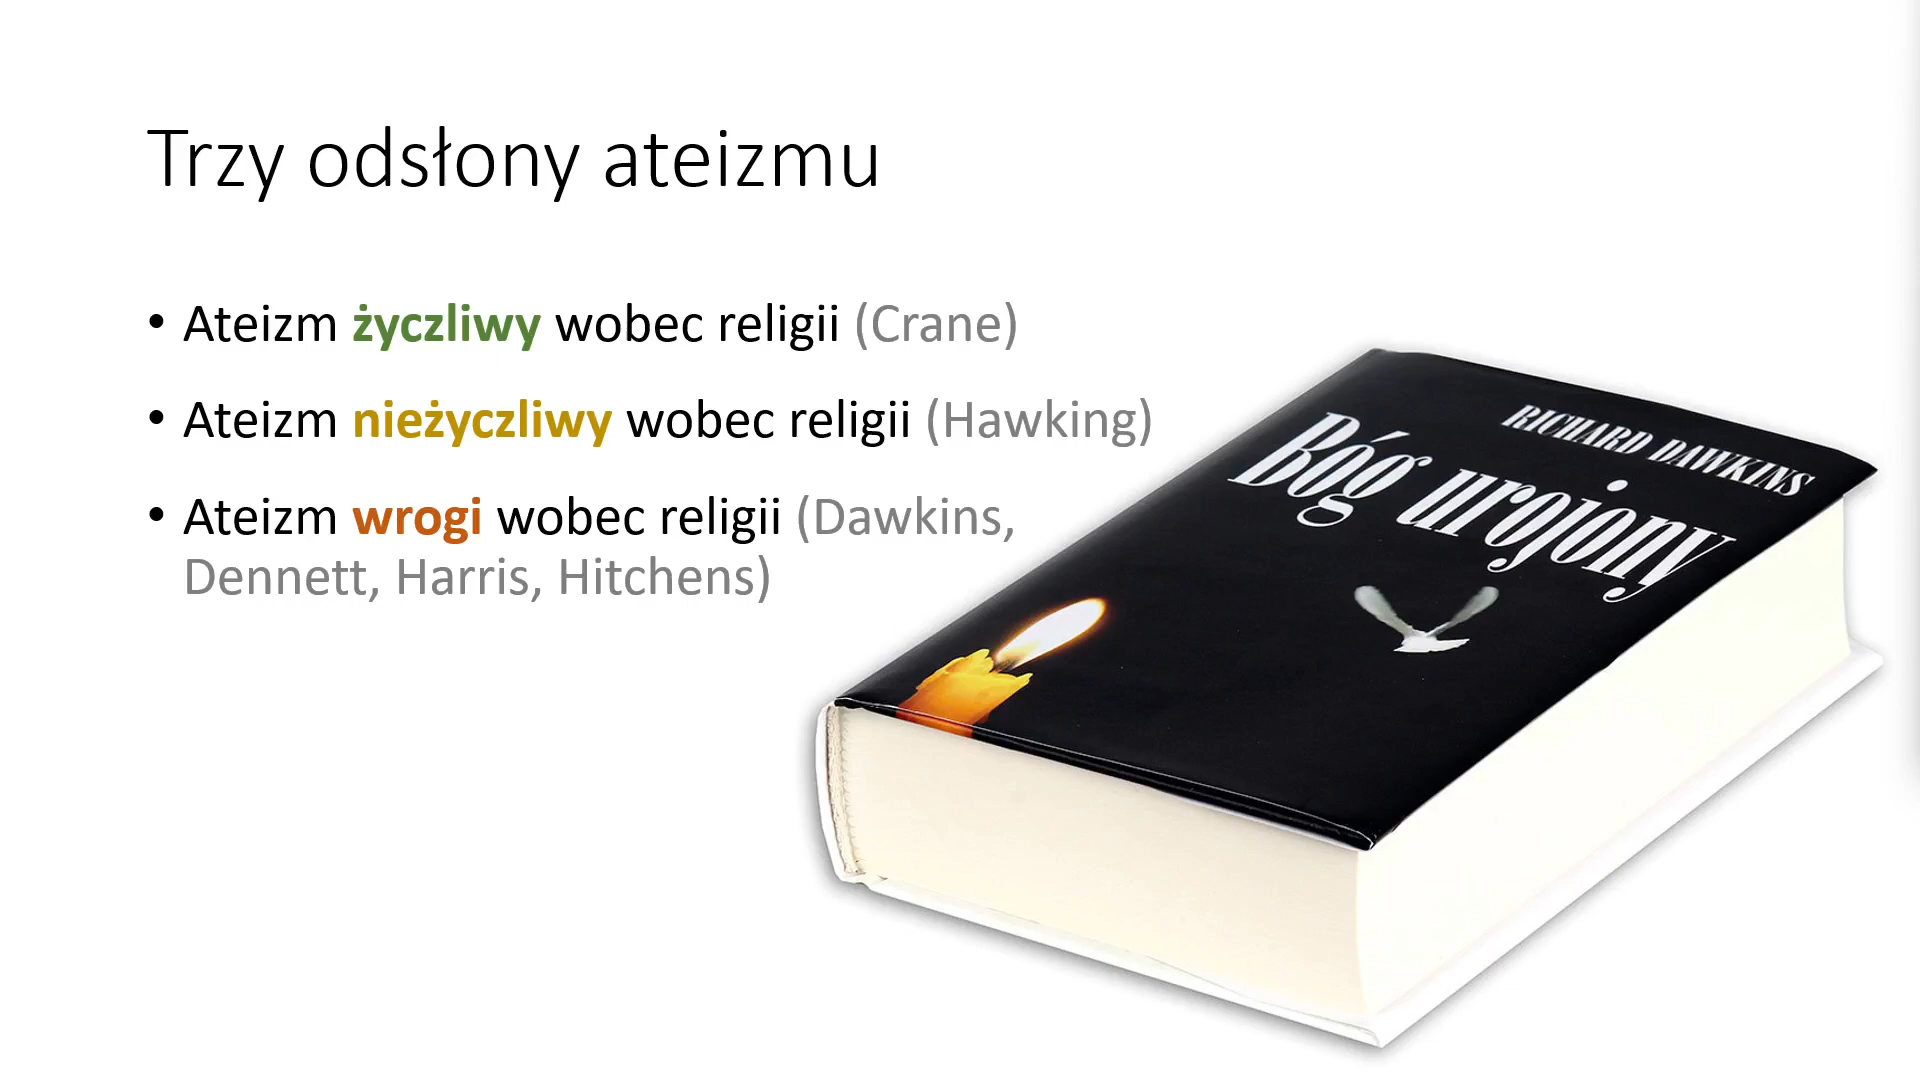 Trzy odsłony ateizmu
• Ateizm życzliwy wobec religii (Crane)
• Ateizm nieżyczliwy wobec religii (Hawking)
• Ateizm wrogi wobec religii (Dawkins,
Dennett, Harris, Hitchens)
RICHARD DAWKINS
Bóg urojony